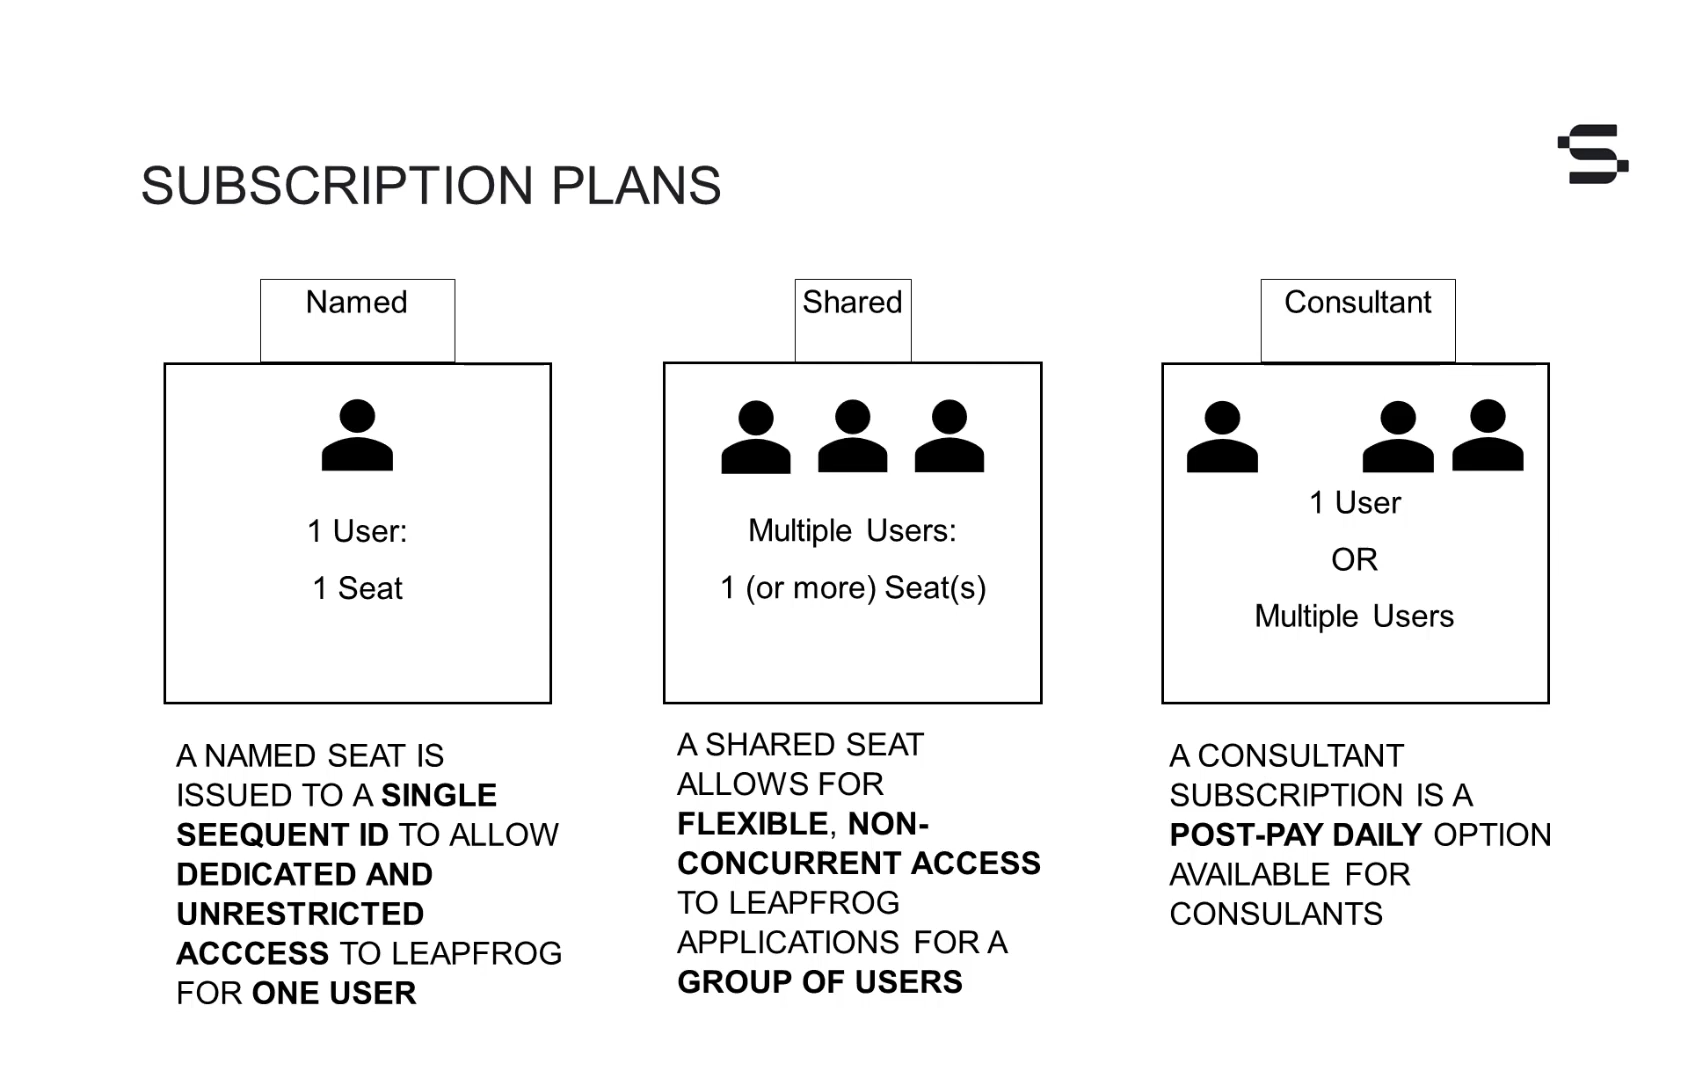 SUBSCRIPTION PLANS
Named
1 User:
1 Seat
A NAMED SEAT IS
ISSUED TO A SINGLE
SEEQUENT ID TO ALLOW
DEDICATED AND
UNRESTRICTED
ACCCESS TO LEAPFROG
FOR ONE USER
Shared
Multiple Users:
1 (or more) Seat(s)
A SHARED SEAT
ALLOWS FOR
FLEXIBLE, NON-
CONCURRENT ACCESS
TO LEAPFROG
APPLICATIONS FOR A
GROUP OF USERS
Consultant
1 User
OR
Multiple Users
A CONSULTANT
SUBSCRIPTION IS A
POST-PAY DAILY OPTION
AVAILABLE FOR
CONSULANTS